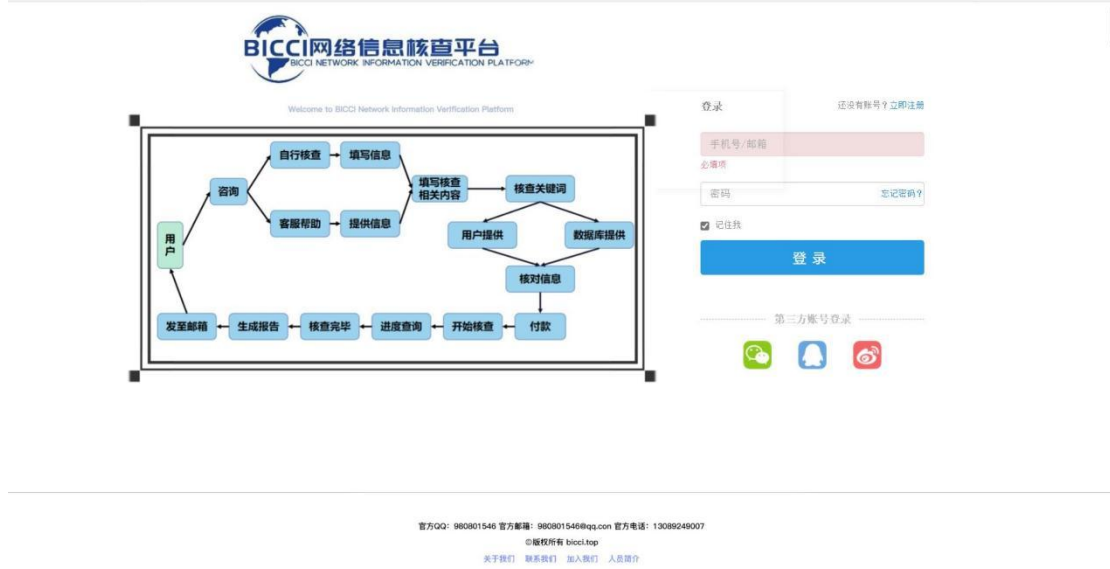 BICCI网络信息核查平台
BICCI NETWORK INFORMATION VERIFICATION PLATFORM
Welcome to BICCI Network Information Verification Platform
登录
还没有账号？立即注册
手机号/邮箱
必填项
密码
忘记密码？
记住我
登 录
第三方账号登录
用户
咨询
自行核查
填写信息
客服帮助
提供信息
填写核查
相关内容
核查关键词
用户提供
数据库提供
核对信息
付款
开始核查
进度查询
核查完毕
生成报告
发至邮箱
官方QQ：980801546 官方邮箱：980801546@qq.con 官方电话：13089249007
©版权所有 bicci.top
关于我们 联系我们 加入我们 人员简介